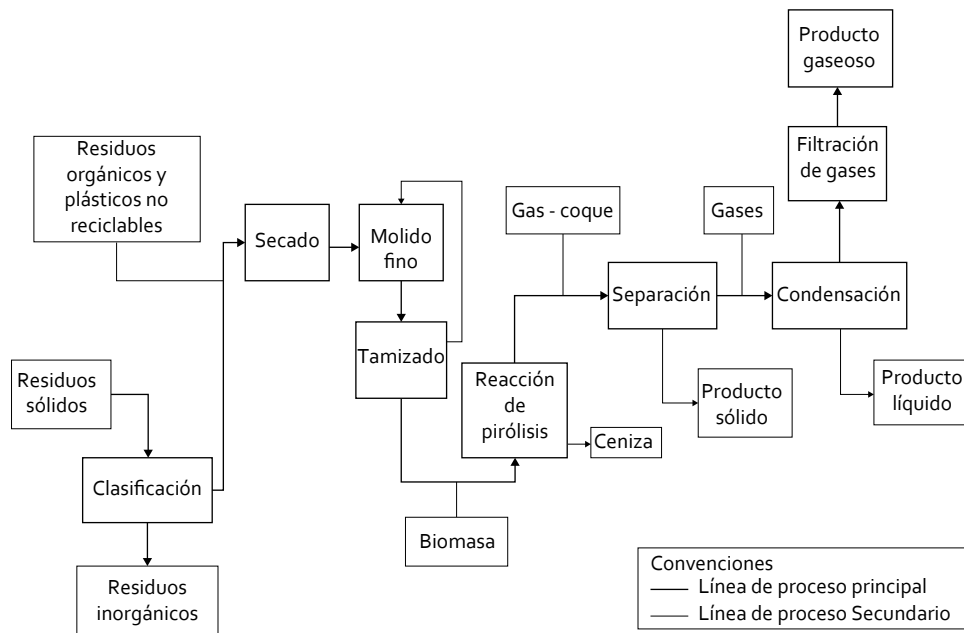 Producto
gaseoso
Filtración
de gases
Residuos
orgánicos y
plásticos no
reciclables
Secado
Molido
fino
Gas - coque
Gases
Separación
Condensación
Tamizado
Residuos
sólidos
Reacción
de
pirólisis
Producto
sólido
Producto
líquido
Ceniza
Clasificación
Biomasa
Residuos
inorgánicos
Convenciones
Línea de proceso principal
Línea de proceso Secundario